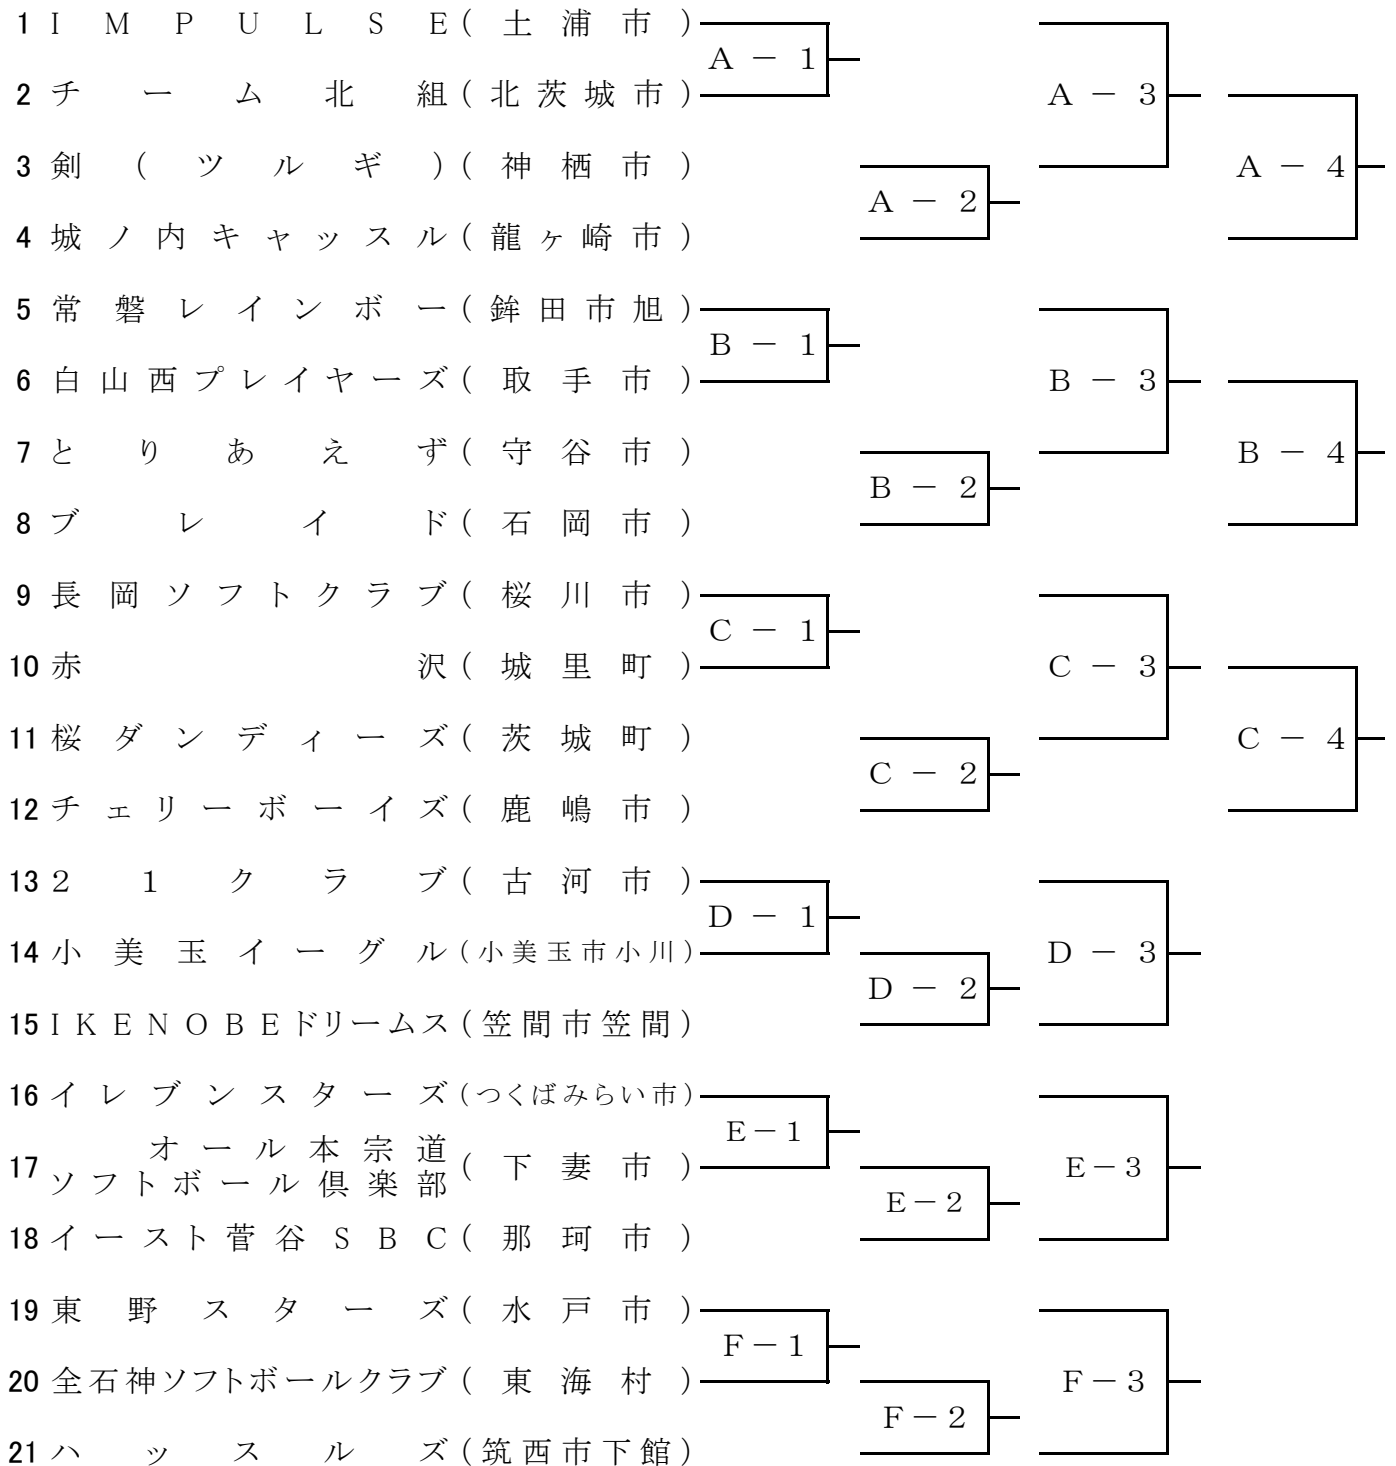 1 IMPULSE(土浦市)
A－1
2 チーム北組(北茨城市)
A－3
3 剣(ツルギ)(神栖市)
A－4
A－2
4 城ノ内キャッスル(龍ヶ崎市)
5 常磐レインボー(鉾田市旭)
B－1
6 白山西プレイヤーズ(取手市)
B－3
7 とりあえず(守谷市)
B－4
B－2
8 ブレイド(石岡市)
9 長岡ソフトクラブ(桜川市)
C－1
10 赤沢(城里町)
C－3
11 桜ダンディーズ(茨城町)
C－4
C－2
12 チェリーボーイズ(鹿嶋市)
13 21クラブ(古河市)
D－1
14 小美玉イーグル(小美玉市小川)
D－3
D－2
15 IKENOBEドリームス(笠間市笠間)
16 イレブンスターズ(つくばみらい市)
E－1
17 オール本宗道
ソフトボール倶楽部(下妻市)
E－3
E－2
18 イースト菅谷SBC(那珂市)
19 東野スターズ(水戸市)
F－1
20 全石神ソフトボールクラブ(東海村)
F－3
F－2
21 ハッスルズ(筑西市下館)